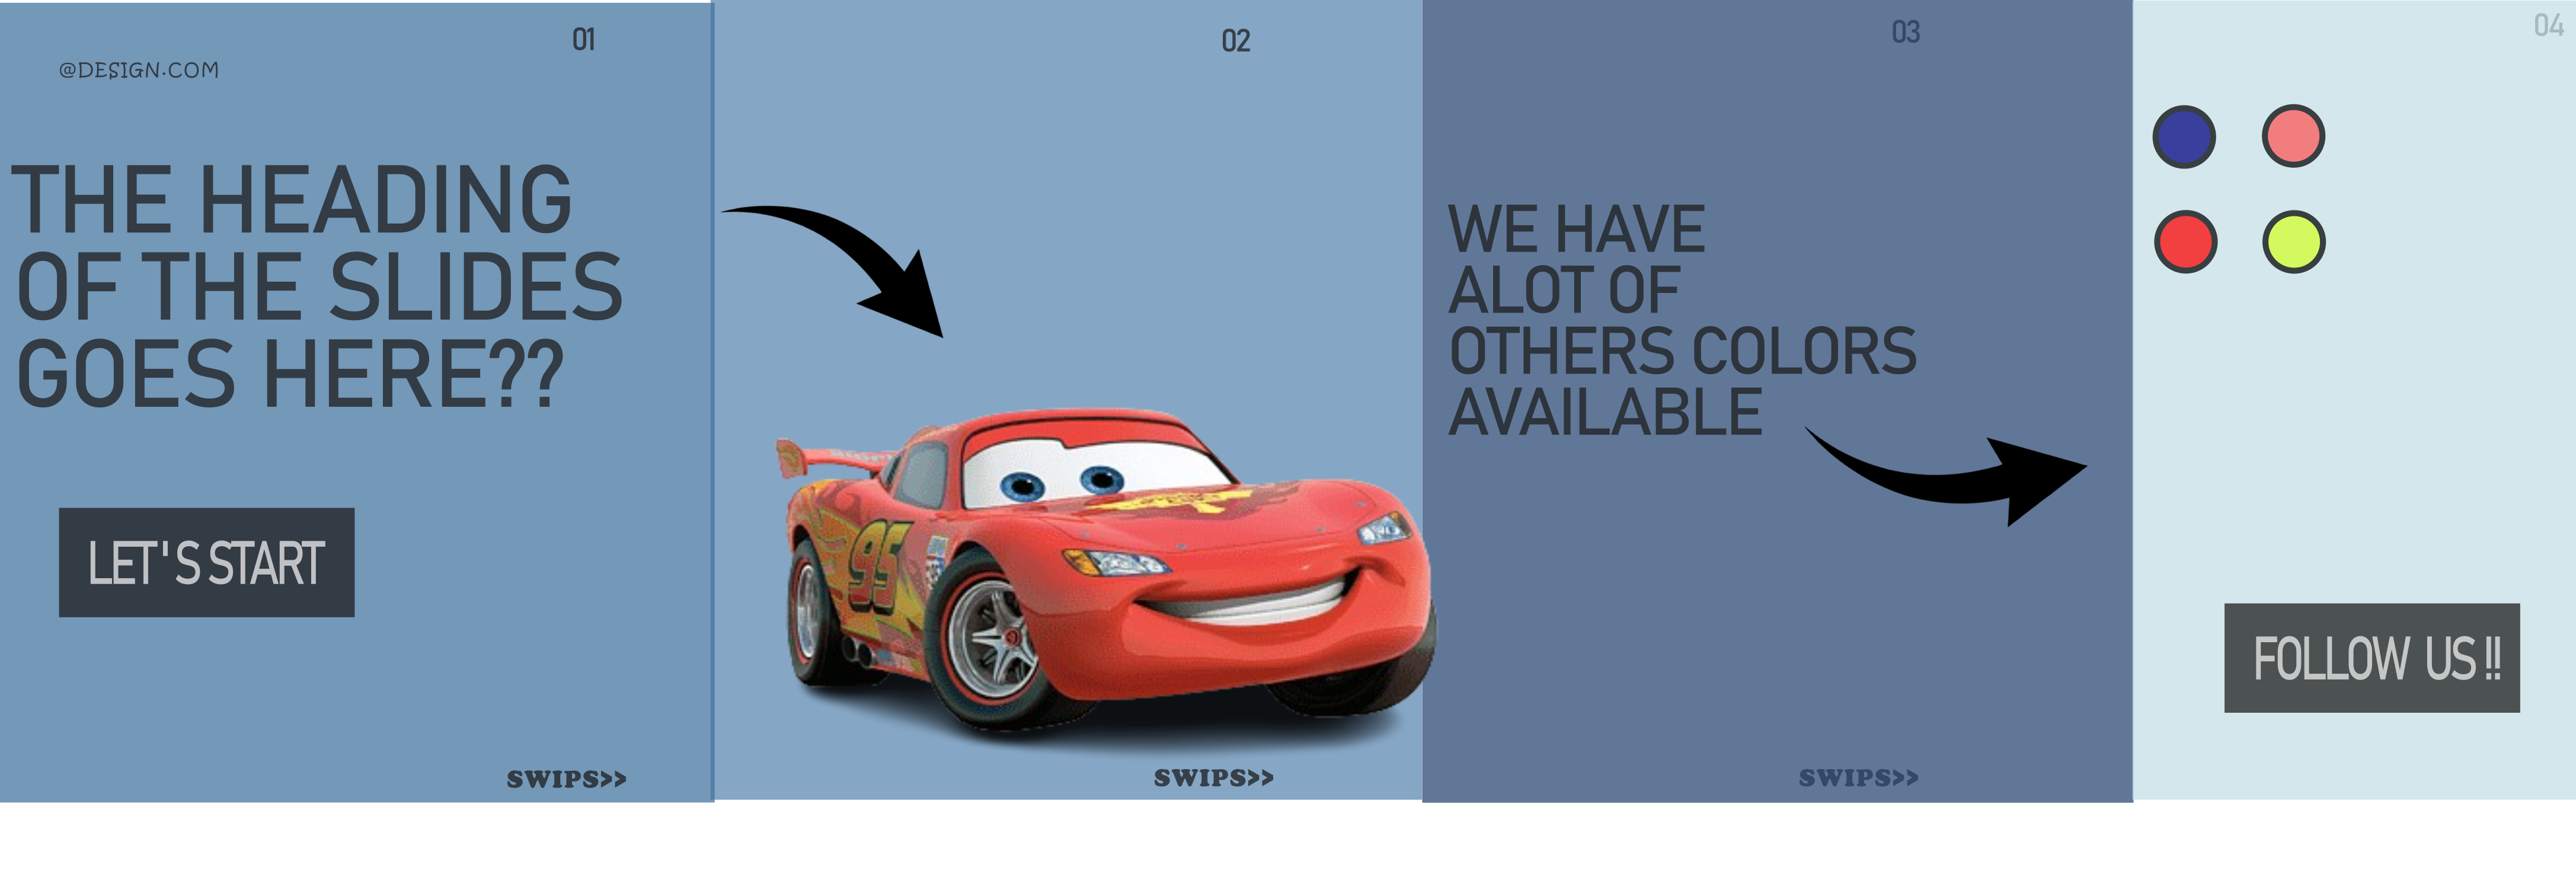 01
@DESIGN.COM
THE HEADING
OF THE SLIDES
GOES HERE??
LET'S START
SWIPS>>
02
95
SWIPS>>
03
WE HAVE
ALOT OF
OTHERS COLORS
AVAILABLE
SWIPS>>
04
FOLLOW US !!